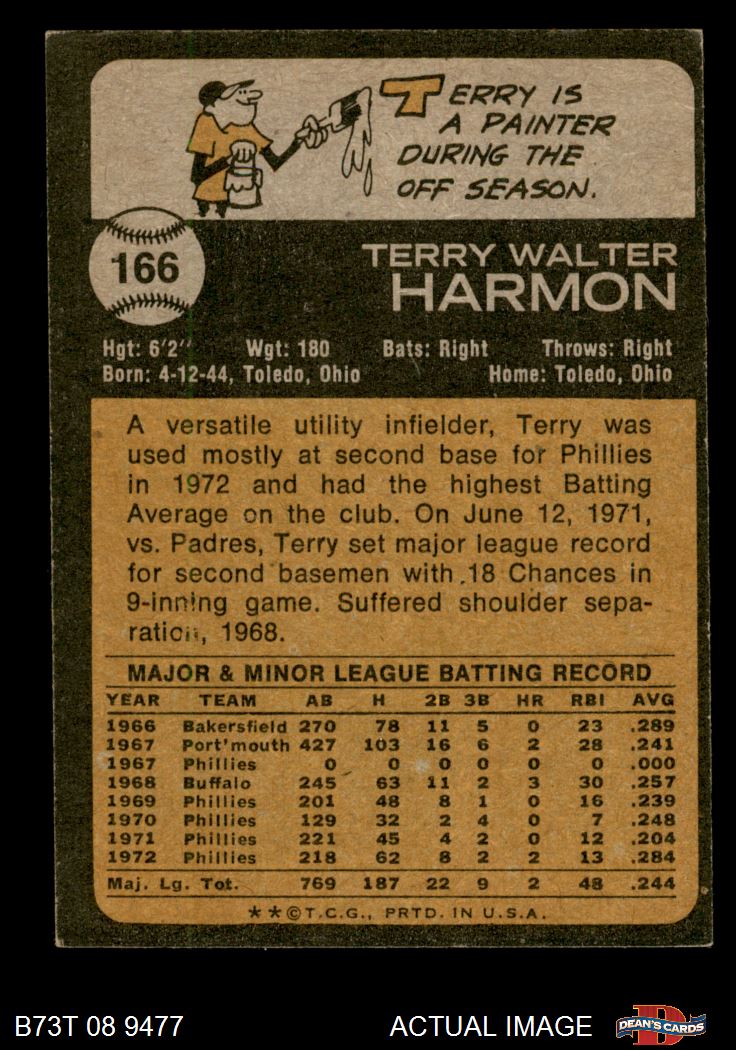 TERRY IS
A PAINTER
DURING THE
OFF SEASON.
166
TERRY WALTER
HARMON
Hgt: 6'2'' Wgt: 180 Bats: Right Throws: Right
Born: 4-12-44, Toledo, Ohio Home: Toledo, Ohio
A versatile utility infielder, Terry was
used mostly at second base for Phillies
in 1972 and had the highest Batting
Average on the club. On June 12, 1971,
vs. Padres, Terry set major league record
for second basemen with 18 Chances in
9-inning game. Suffered shoulder sepa-
ration, 1968.
MAJOR & MINOR LEAGUE BATTING RECORD
YEAR TEAM AB H 2B 3B HR RBI AVG
1966 Bakersfield 270 78 11 5 0 23 .289
1967 Port'mouth 427 103 16 6 2 28 .241
1967 Phillies 0 0 0 0 0 0 .000
1968 Buffalo 245 63 11 2 3 30 .257
1969 Phillies 201 48 8 1 0 16 .239
1970 Phillies 129 32 2 4 0 7 .248
1971 Phillies 221 45 4 2 0 12 .204
1972 Phillies 218 62 8 2 2 13 .284
Maj. Lg. Tot. 769 187 22 9 2 48 .244
**©T.C.G., PRTD. IN U.S.A.
B73T 08 9477 ACTUAL IMAGE D DEAN'S CARDS